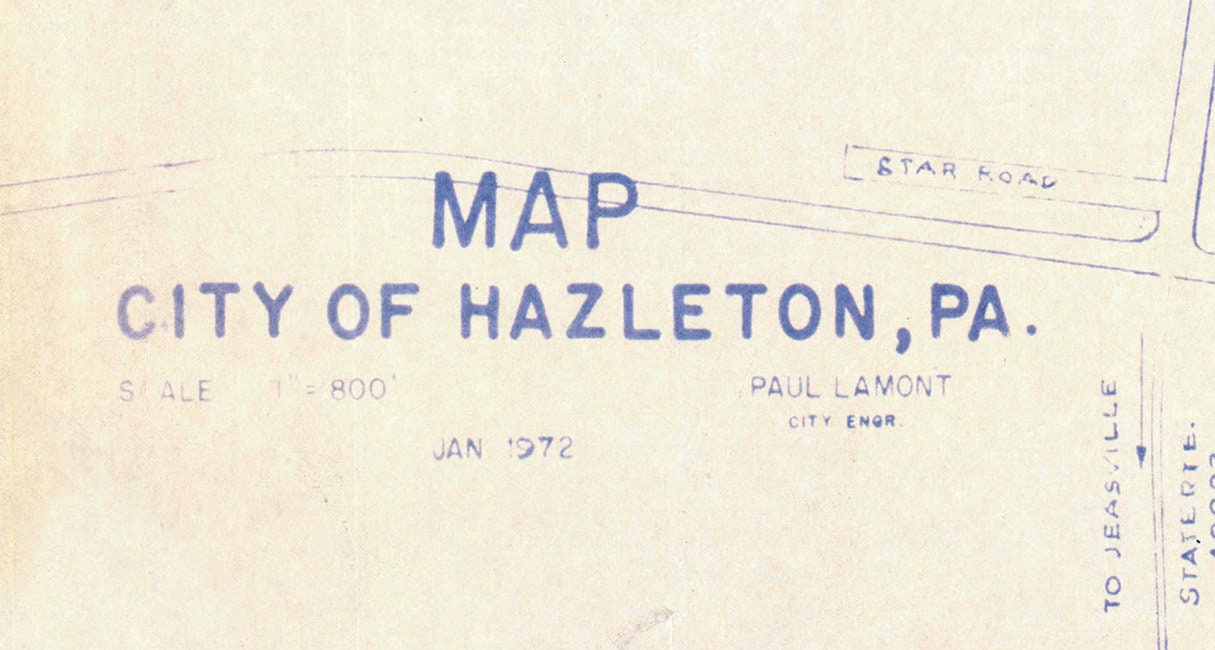 STAR ROAD
MAP
CITY OF HAZLETON, PA.
SCALE 1" = 800'
PAUL LAMONT
CITY ENGR.
JAN 1972
TO JEASVILLE
STATE RTE.